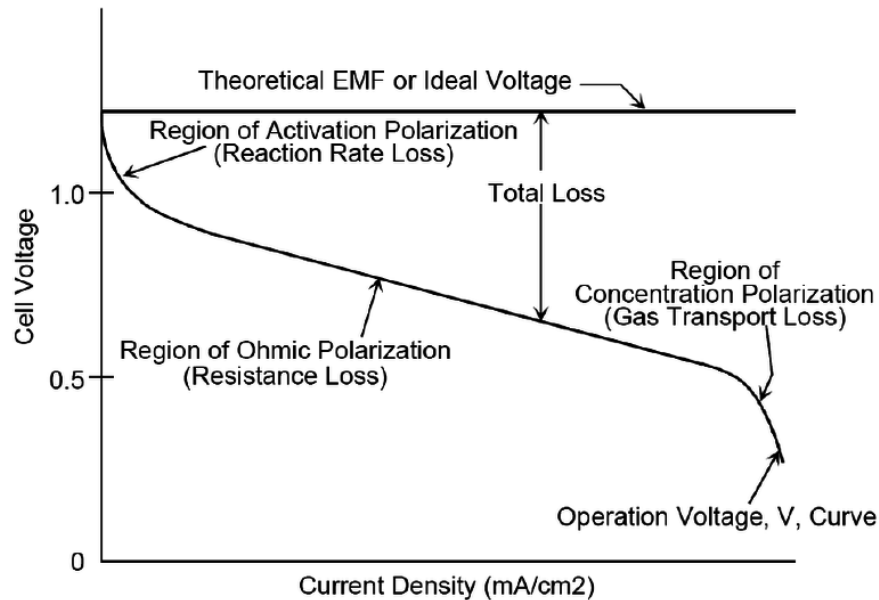 Theoretical EMF or Ideal Voltage
Region of Activation Polarization
(Reaction Rate Loss)
Total Loss
1.0
Cell Voltage
Region of
Concentration Polarization
(Gas Transport Loss)
Region of Ohmic Polarization
(Resistance Loss)
0.5
Operation Voltage, V, Curve
0
Current Density (mA/cm2)